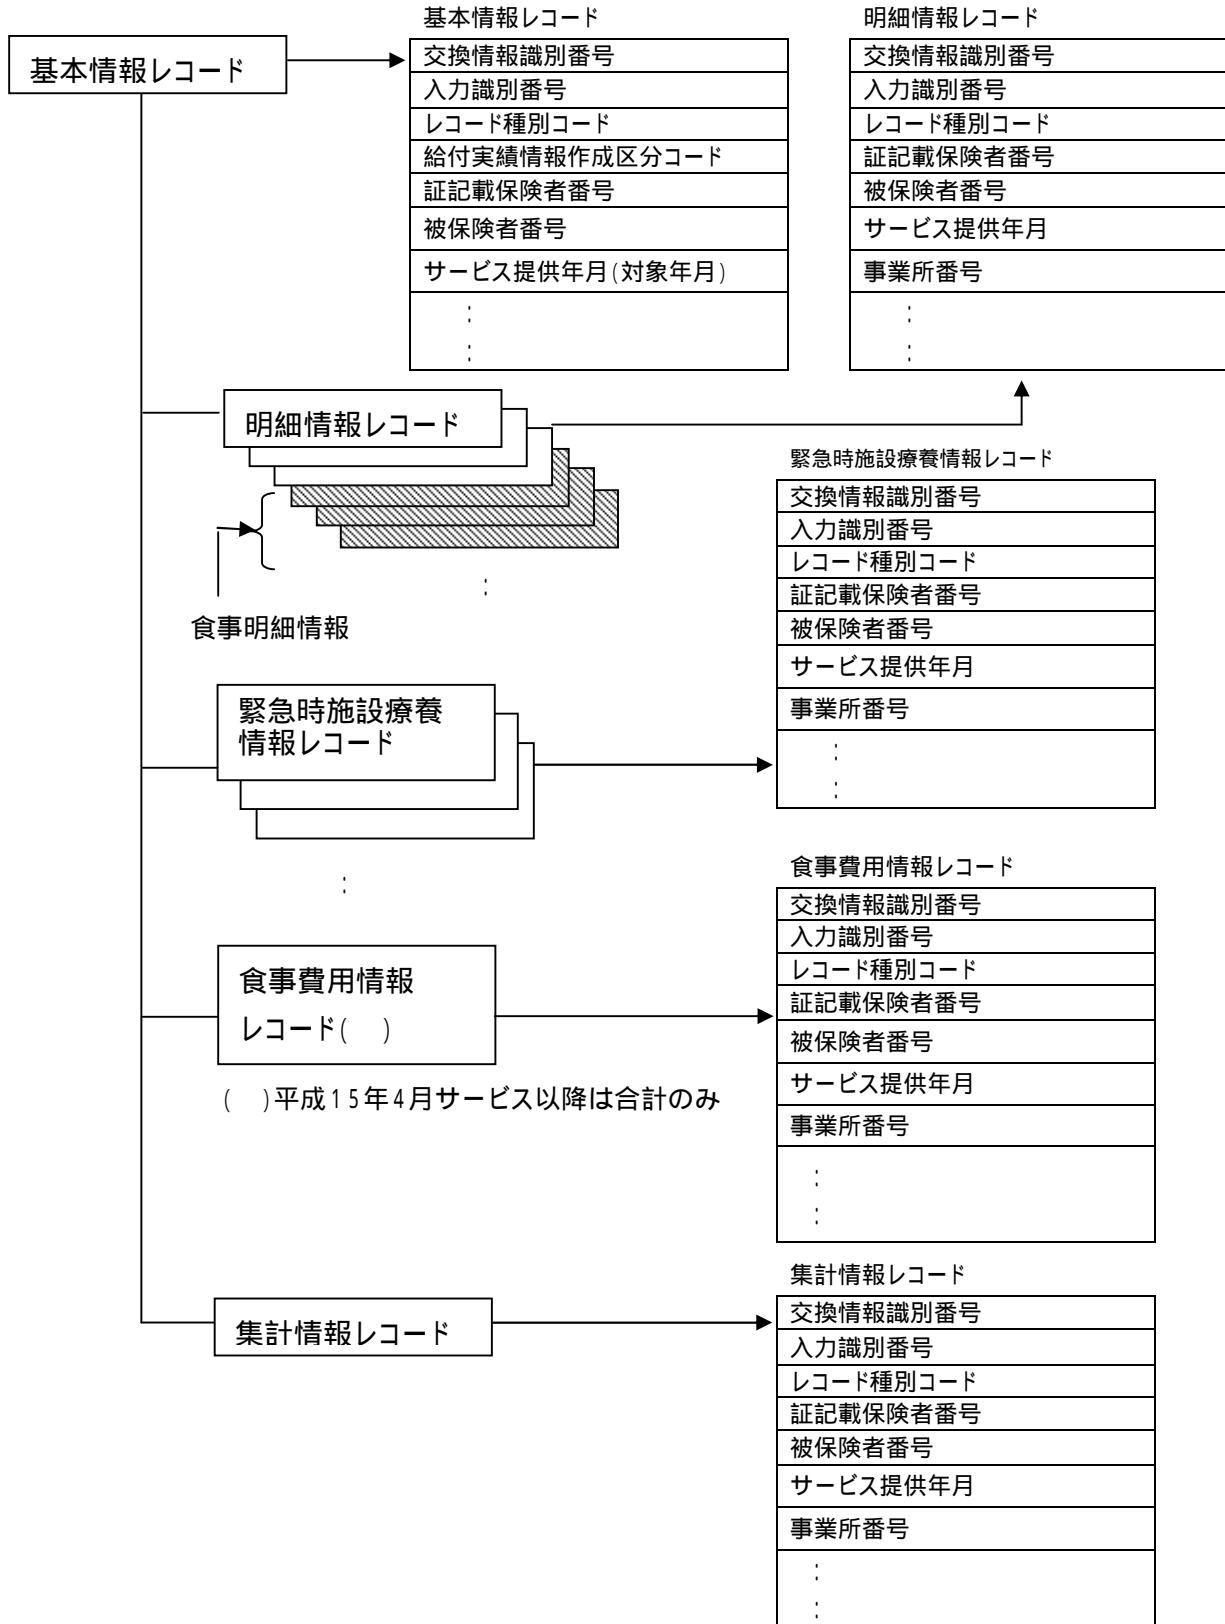 基本情報レコード
基本情報レコード
交換情報識別番号
入力識別番号
レコード種別コード
給付実績情報作成区分コード
証記載保険者番号
被保険者番号
サービス提供年月(対象年月)
:
:
明細情報レコード
交換情報識別番号
入力識別番号
レコード種別コード
証記載保険者番号
被保険者番号
サービス提供年月
事業所番号
:
:
明細情報レコード
:
食事明細情報
緊急時施設療養情報レコード
交換情報識別番号
入力識別番号
レコード種別コード
証記載保険者番号
被保険者番号
サービス提供年月
事業所番号
:
:
緊急時施設療養
情報レコード
:
食事費用情報レコード
交換情報識別番号
入力識別番号
レコード種別コード
証記載保険者番号
被保険者番号
サービス提供年月
事業所番号
:
:
食事費用情報
レコード(　)
(　)平成15年4月サービス以降は合計のみ
集計情報レコード
集計情報レコード
交換情報識別番号
入力識別番号
レコード種別コード
証記載保険者番号
被保険者番号
サービス提供年月
事業所番号
:
: